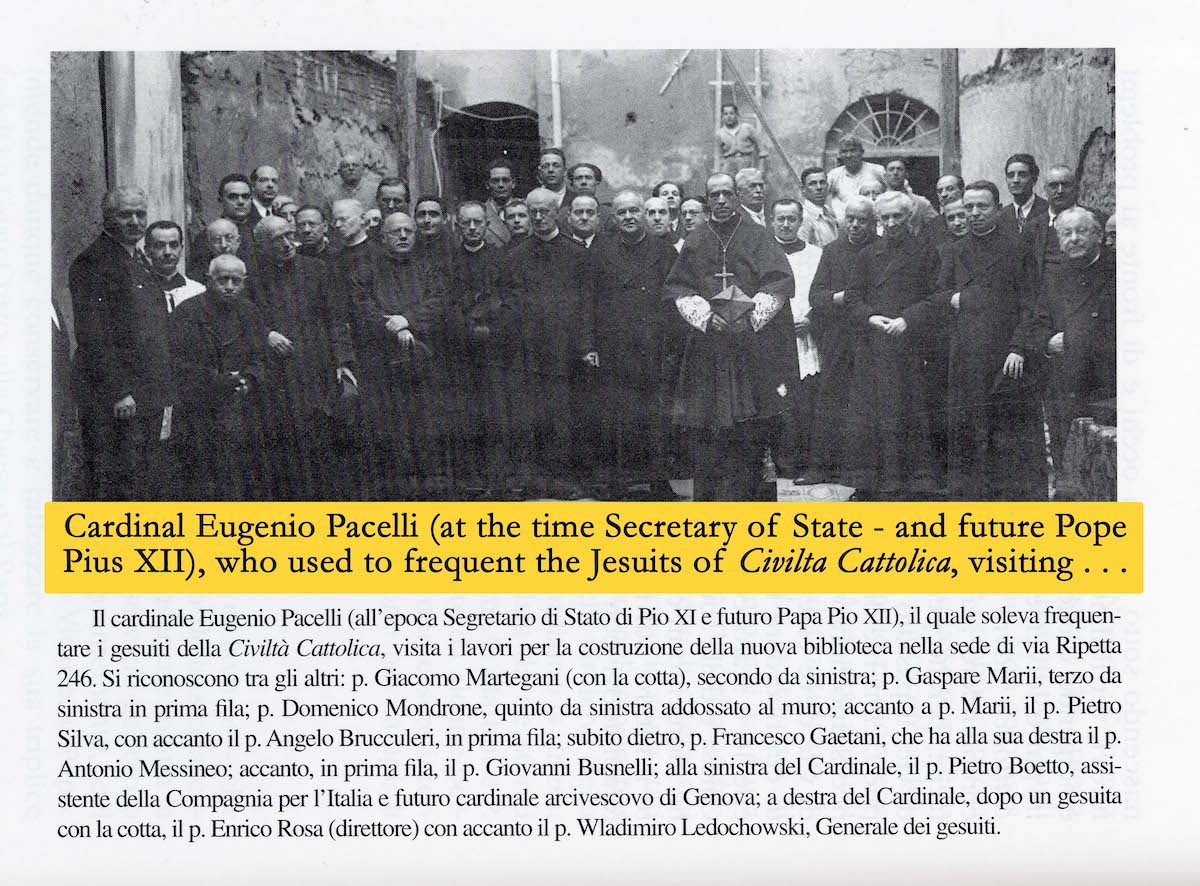 Cardinal Eugenio Pacelli (at the time Secretary of State - and future Pope
Pius XII), who used to frequent the Jesuits of Civilta Cattolica, visiting . . .
Il cardinale Eugenio Pacelli (all'epoca Segretario di Stato di Pio XI e futuro Papa Pio XII), il quale soleva frequen-
tare i gesuiti della Civiltà Cattolica, visita i lavori per la costruzione della nuova biblioteca nella sede di via Ripetta
246. Si riconoscono tra gli altri: p. Giacomo Martegani (con la cotta), secondo da sinistra; p. Gaspare Marii, terzo da
sinistra in prima fila; p. Domenico Mondrone, quinto da sinistra addossato al muro; accanto a p. Marii, il p. Pietro
Silva, con accanto il p. Angelo Brucculeri, in prima fila; subito dietro, p. Francesco Gaetani, che ha alla sua destra il p.
Antonio Messineo; accanto, in prima fila, il p. Giovanni Busnelli; alla sinistra del Cardinale, il p. Pietro Boetto, assi-
stente della Compagnia per l'Italia e futuro cardinale arcivescovo di Genova; a destra del Cardinale, dopo un gesuita
con la cotta, il p. Enrico Rosa (direttore) con accanto il p. Wladimiro Ledochowski, Generale dei gesuiti.